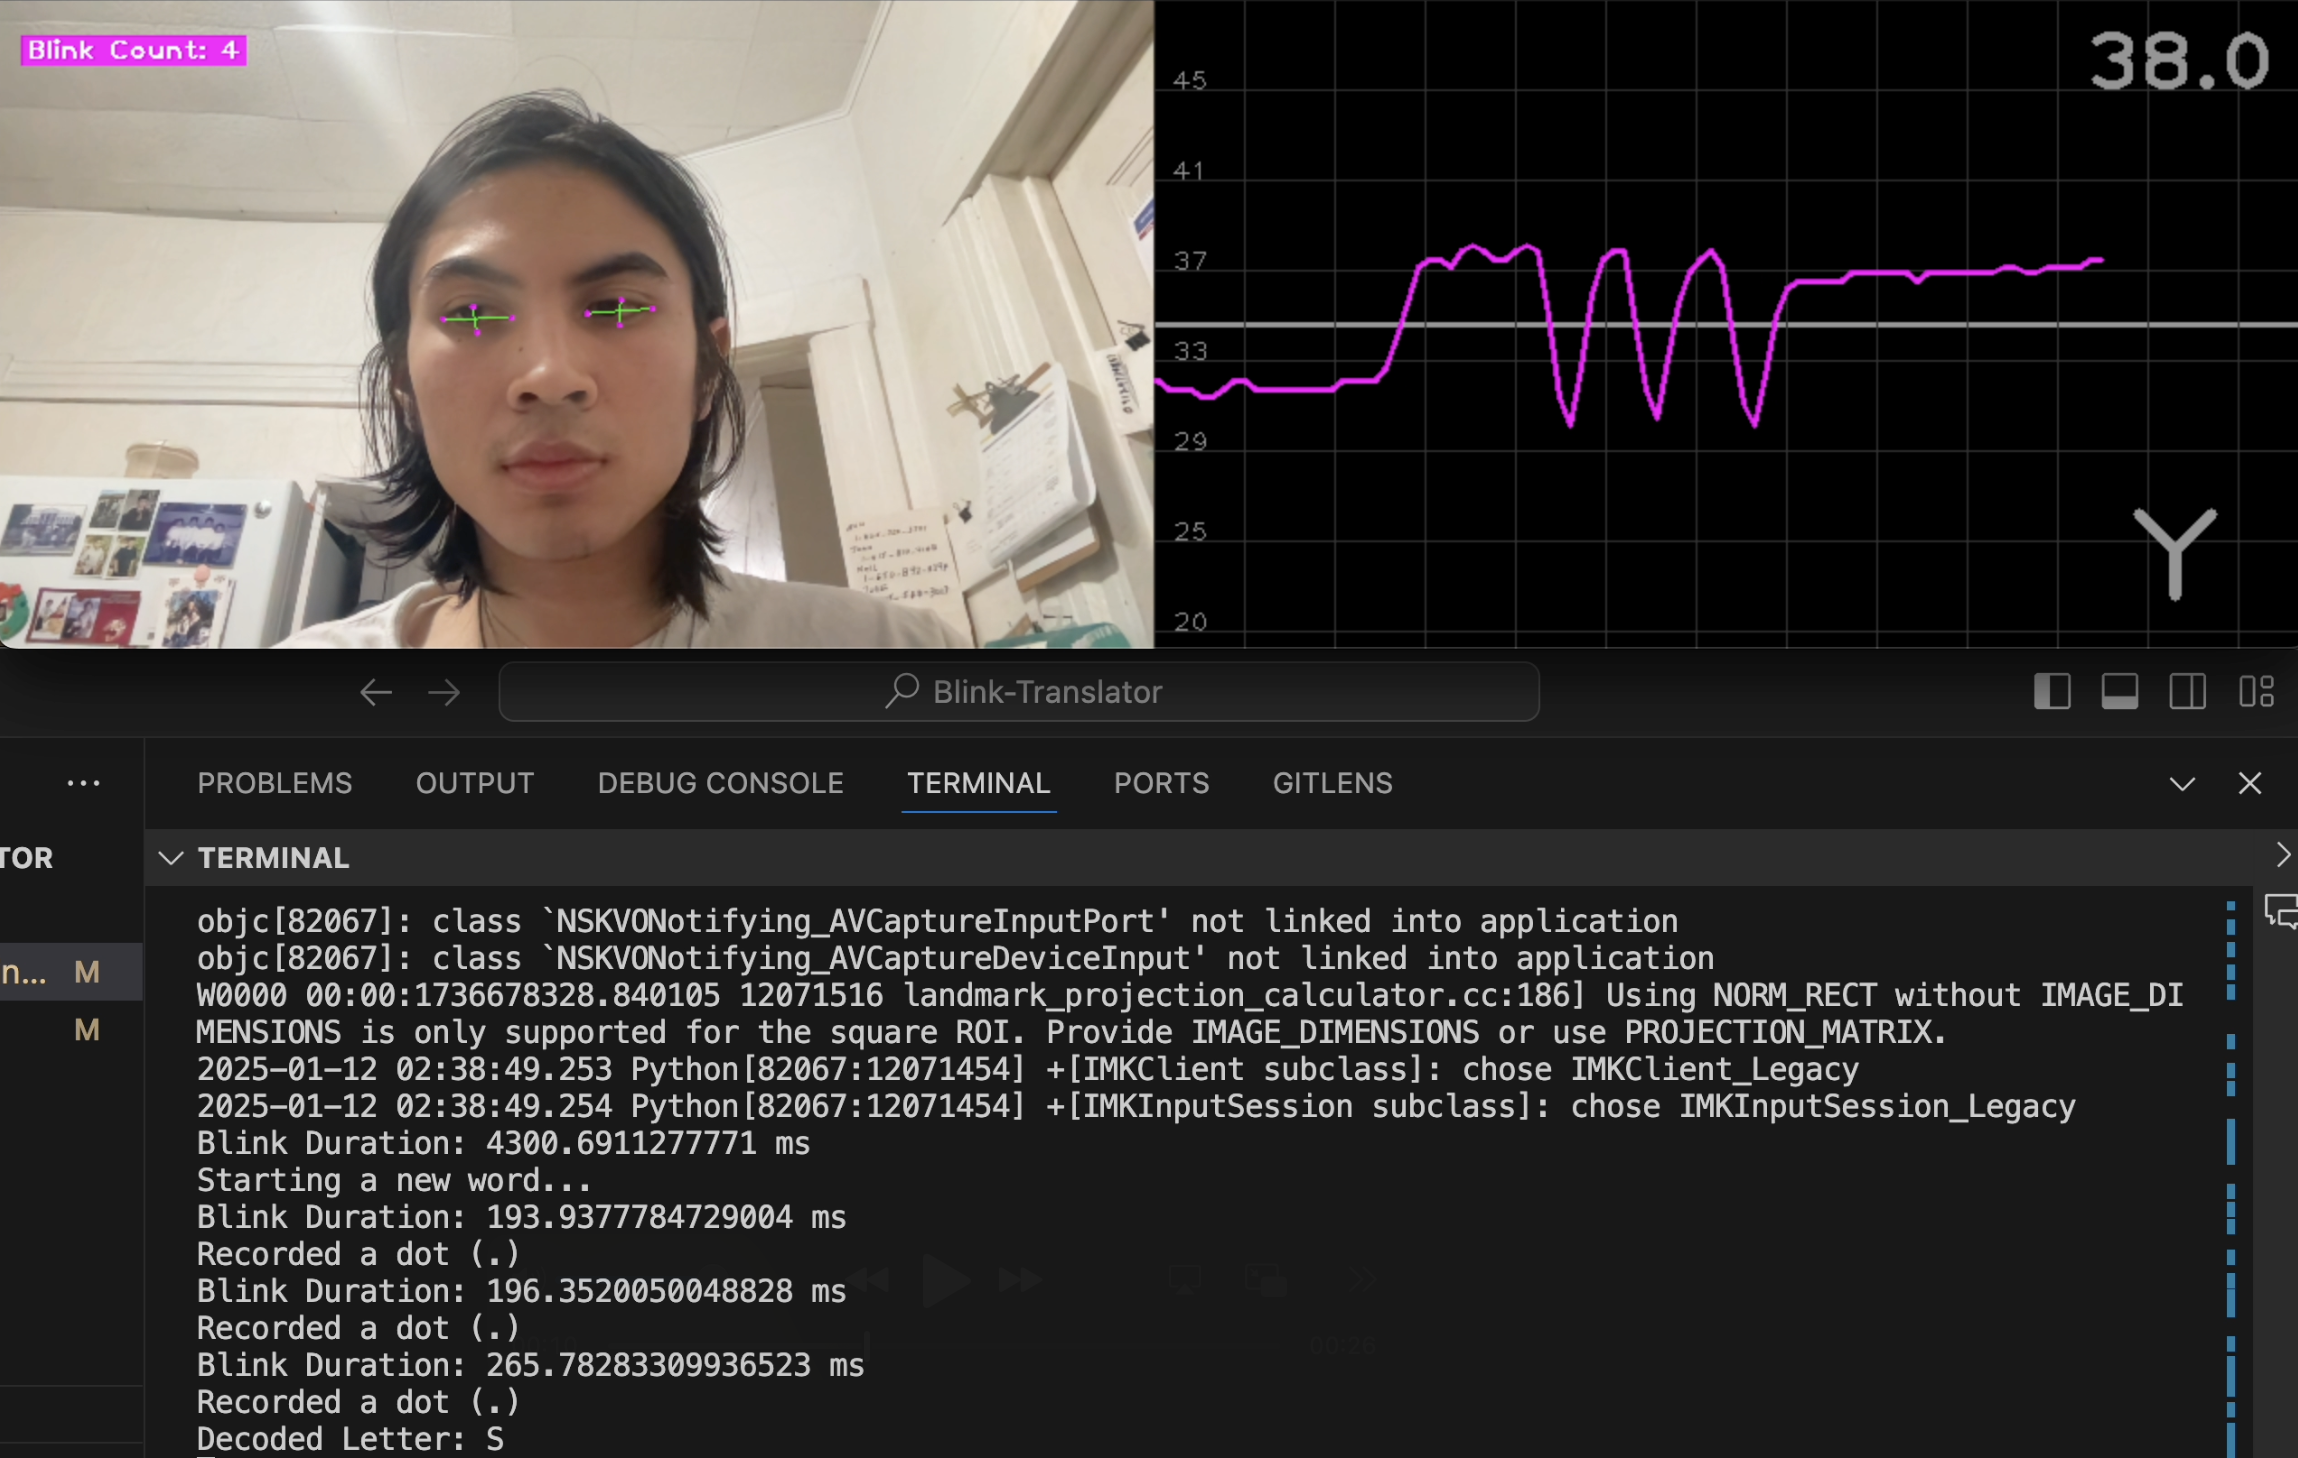 Blink Count: 4
38.0
45
41
37
33
29
25
20
Y
Blink-Translator
PROBLEMS OUTPUT DEBUG CONSOLE TERMINAL PORTS GITLENS
TOR
TERMINAL
n... M
M
objc[82067]: class `NSKVONotifying_AVCaptureInputPort' not linked into application
objc[82067]: class `NSKVONotifying_AVCaptureDeviceInput' not linked into application
W0000 00:00:1736678328.840105 12071516 landmark_projection_calculator.cc:186] Using NORM_RECT without IMAGE_DI
MENSIONS is only supported for the square ROI. Provide IMAGE_DIMENSIONS or use PROJECTION_MATRIX.
2025-01-12 02:38:49.253 Python[82067:12071454] +[IMKClient subclass]: chose IMKClient_Legacy
2025-01-12 02:38:49.254 Python[82067:12071454] +[IMKInputSession subclass]: chose IMKInputSession_Legacy
Blink Duration: 4300.6911277771 ms
Starting a new word...
Blink Duration: 193.9377784729004 ms
Recorded a dot (.)
Blink Duration: 196.3520050048828 ms
Recorded a dot (.)
00:26
Blink Duration: 265.78283309936523 ms
Recorded a dot (.)
Decoded Letter: S